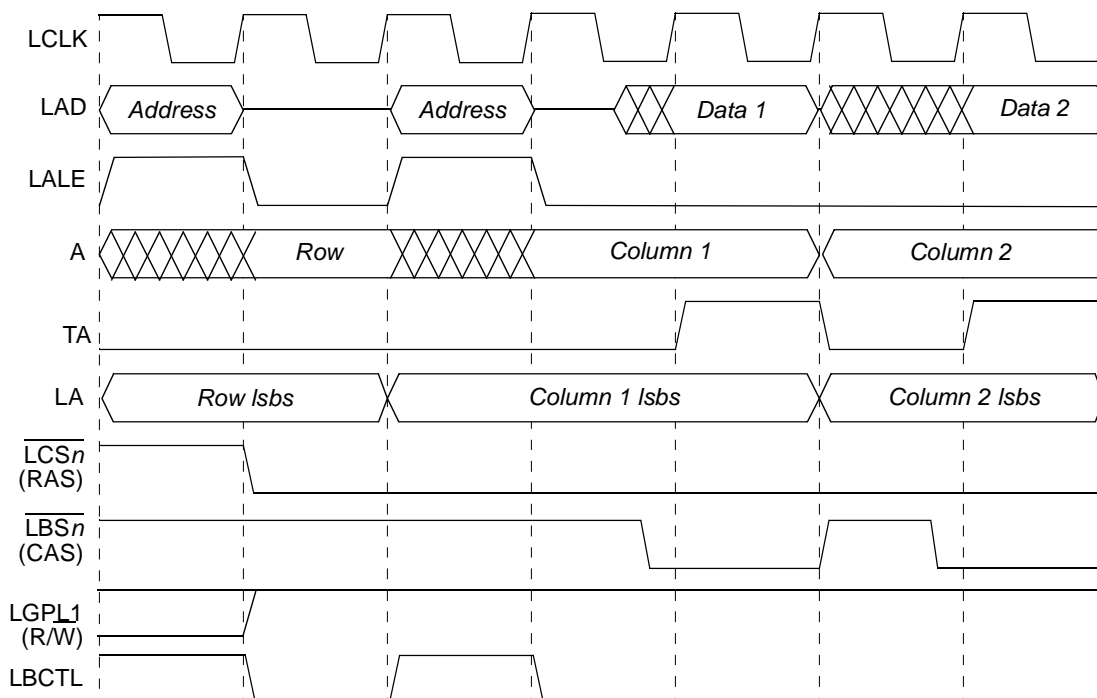 LCLK
LAD Address Address Data 1 Data 2
LALE
A Row Column 1 Column 2
TA
LA Row lsbs Column 1 lsbs Column 2 lsbs
LCSn
(RAS)
LBSn
(CAS)
LGPL1
(R/W)
LBCTL